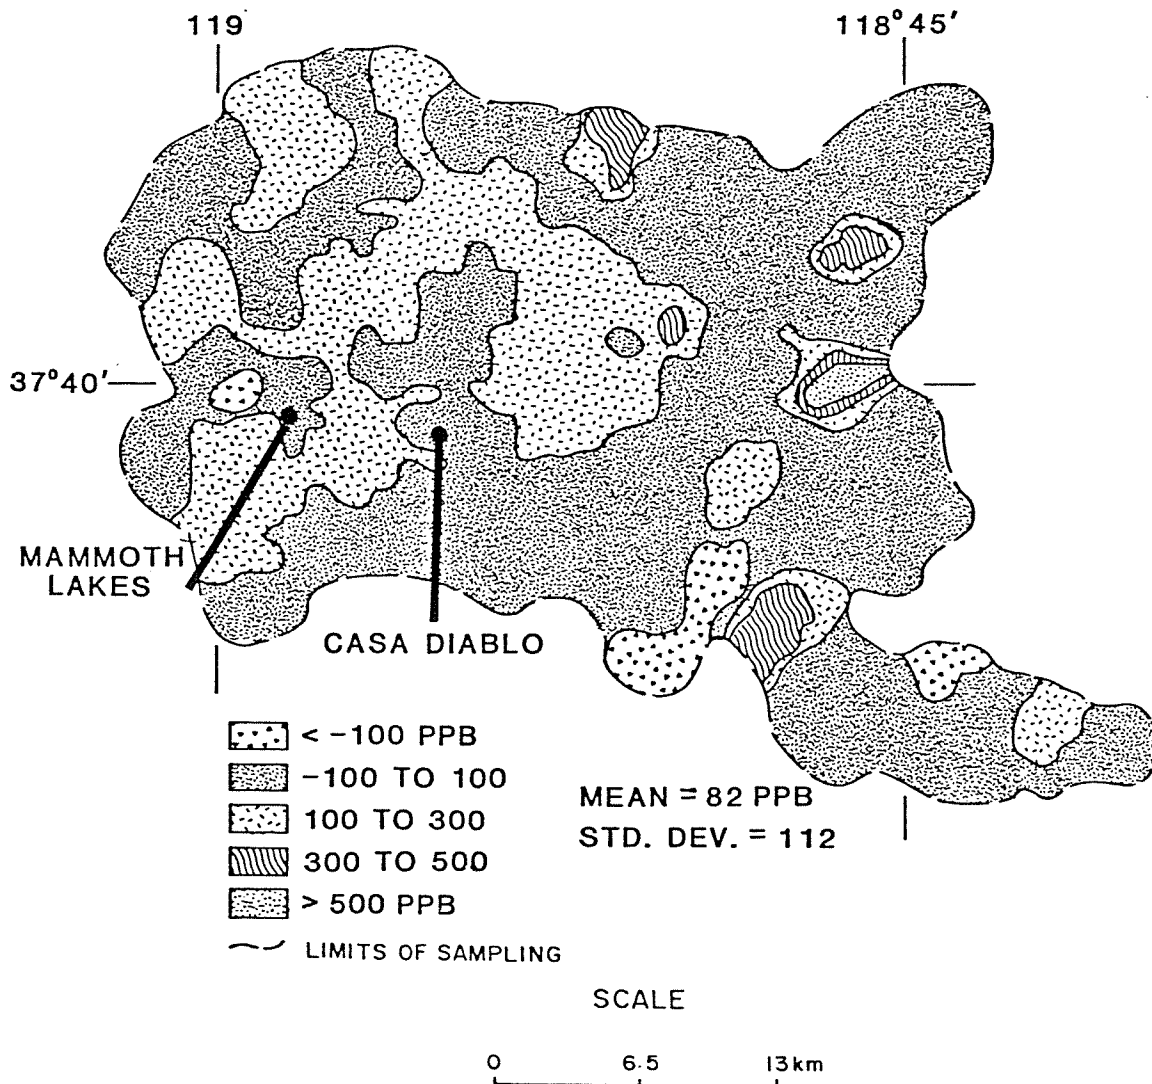 119
118°45'
37°40'
MAMMOTH
LAKES
CASA DIABLO
< -100 PPB
-100 TO 100
100 TO 300
300 TO 500
> 500 PPB
LIMITS OF SAMPLING
MEAN = 82 PPB
STD. DEV. = 112
SCALE
0 6.5 13km